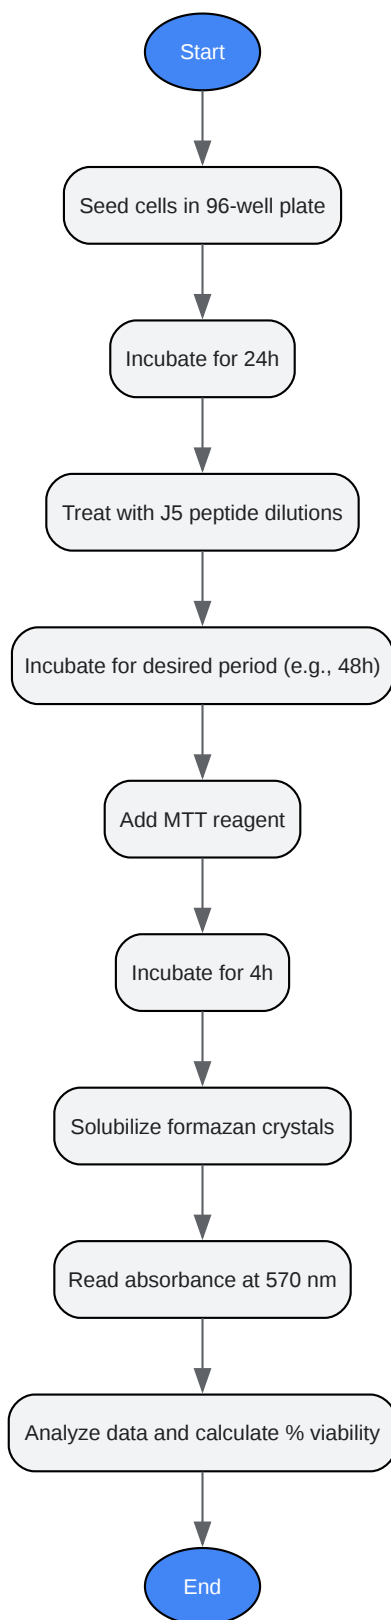 Start
Seed cells in 96-well plate
Incubate for 24h
Treat with J5 peptide dilutions
Incubate for desired period (e.g., 48h)
Add MTT reagent
Incubate for 4h
Solubilize formazan crystals
Read absorbance at 570 nm
Analyze data and calculate % viability
End